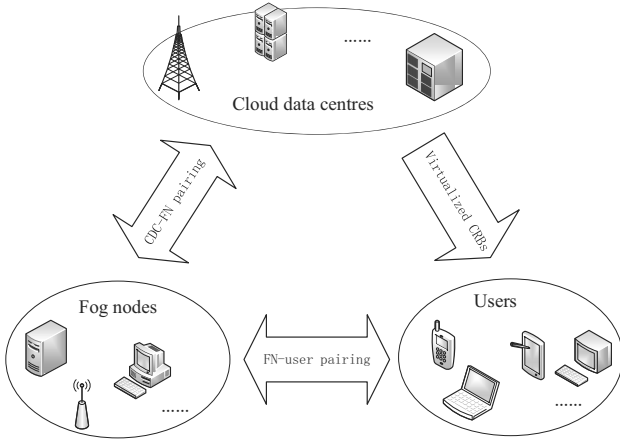 ......
Cloud data centres
CDC-FN pairing
Virtualized CRBs
Fog nodes
Users
FN-user pairing
......
......